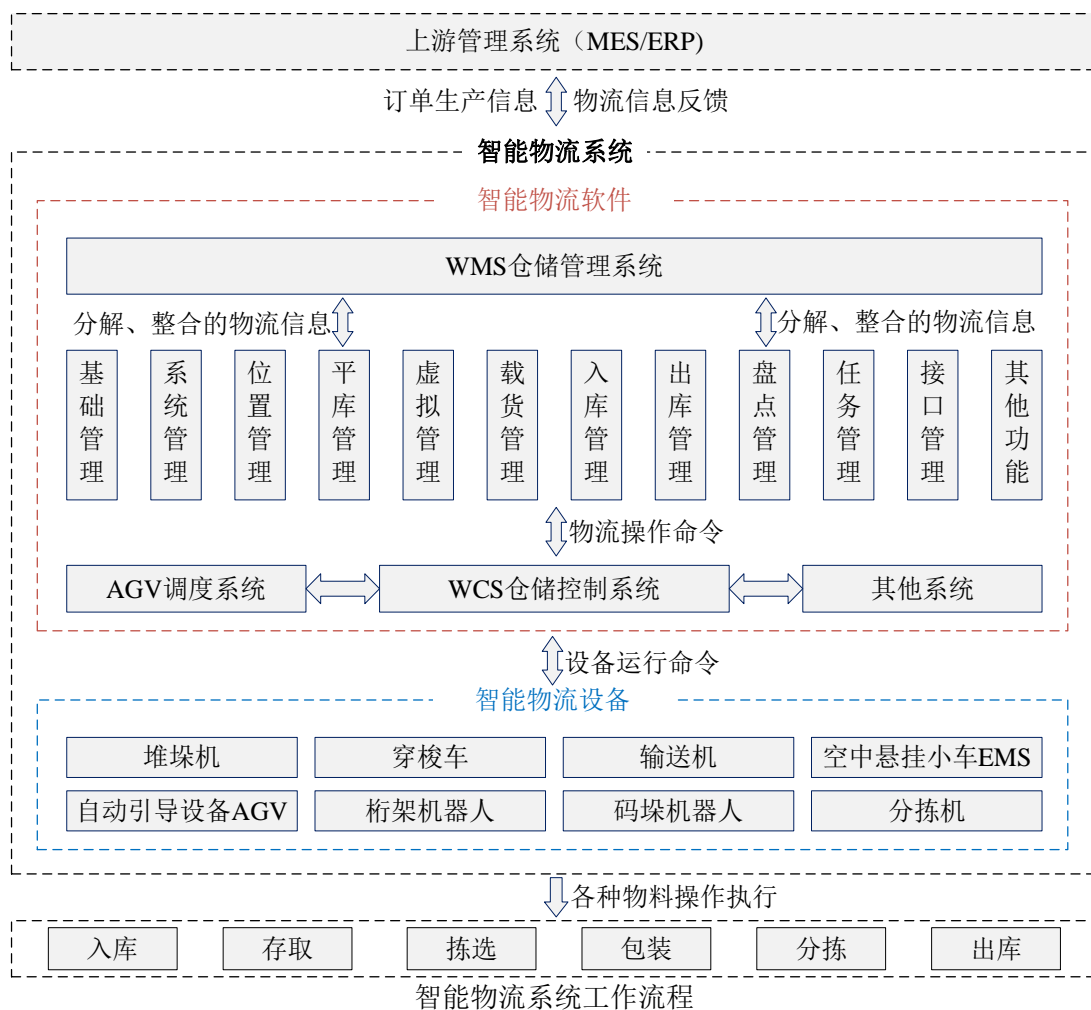 上游管理系统（MES/ERP)
订单生产信息 物流信息反馈
智能物流系统
智能物流软件
WMS仓储管理系统
分解、整合的物流信息 分解、整合的物流信息
基础管理 系统管理 位置管理 平库管理 虚拟管理 载货管理 入库管理 出库管理 盘点管理 任务管理 接口管理 其他功能
物流操作命令
AGV调度系统 WCS仓储控制系统 其他系统
设备运行命令
智能物流设备
堆垛机 穿梭车 输送机 空中悬挂小车EMS
自动引导设备AGV 桁架机器人 码垛机器人 分拣机
各种物料操作执行
入库 存取 拣选 包装 分拣 出库
智能物流系统工作流程